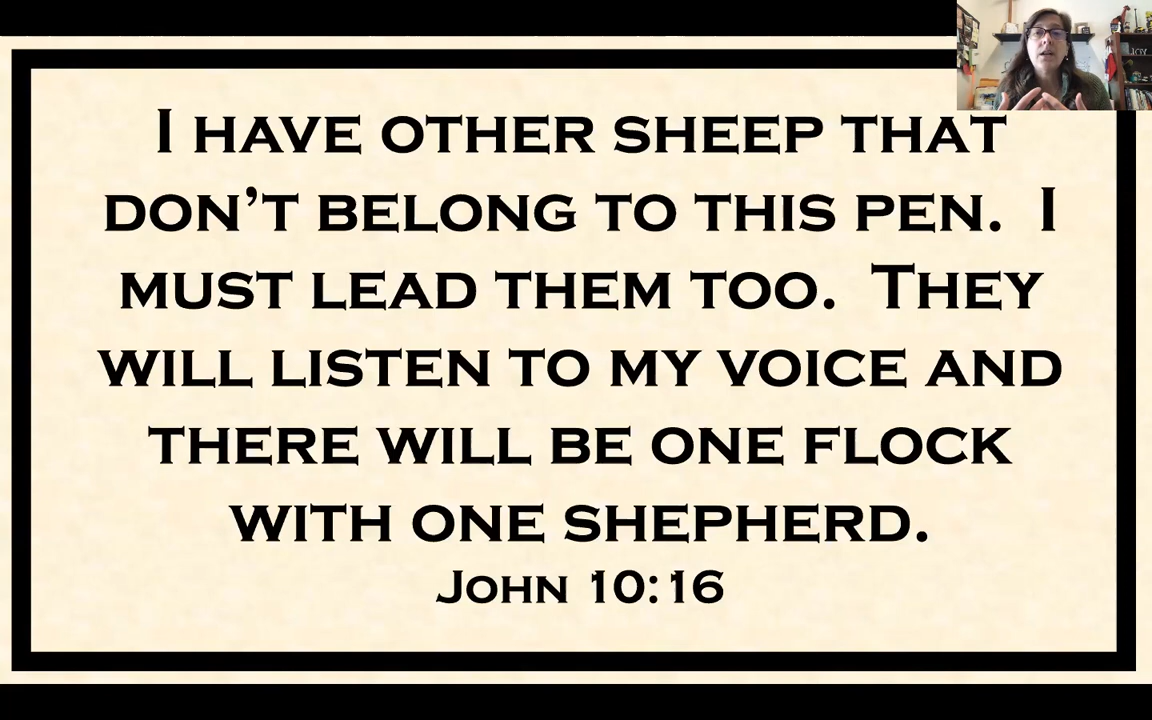 I HAVE OTHER SHEEP THAT
DON'T BELONG TO THIS PEN.  I
MUST LEAD THEM TOO.  THEY
WILL LISTEN TO MY VOICE AND
THERE WILL BE ONE FLOCK
WITH ONE SHEPHERD.
JOHN 10:16
JOY